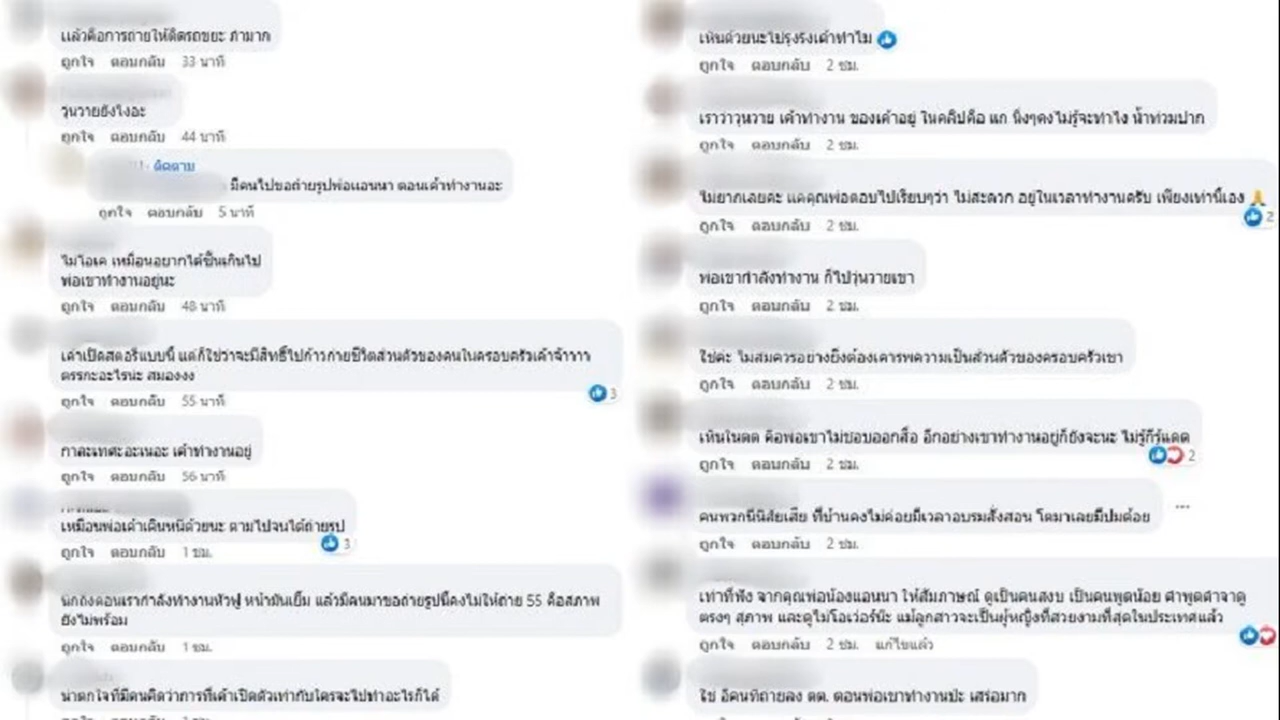 แล้วคือการถ่ายให้ติดรถขยะ ภามาก
ถูกใจ ตอบกลับ 33 นาที
วุนวายยังไงอะ
ถูกใจ ตอบกลับ 44 นาที
· ติดตาม
มีคนไปขอถ่ายรูปพ่อแอนนา ตอนเค้าทำงานอะ
ถูกใจ ตอบกลับ 5 นาที
ไม่โอเค เหมือนอยากได้ซีนเกินไป
พ่อเขาทำงานอยู่นะ
ถูกใจ ตอบกลับ 48 นาที
เค้าเปิดสตอรี่แบบนี้ แต่ก็ใช่ว่าจะมีสิทธิ์ไปก้าวก่ายชีวิตส่วนตัวของคนในครอบครัวเค้าจ้าาาา
ตรรกะอะไรน่ะ สมองงง
3
ถูกใจ ตอบกลับ 55 นาที
กาละเทศะอะเนอะ เค้าทำงานอยู่
ถูกใจ ตอบกลับ 56 นาที
เหมือนพ่อเค้าเดินหนีด้วยนะ ตามไปจนได้ถ่ายรูป
3
ถูกใจ ตอบกลับ 1 ชม.
นึกถึงตอนเรากำลังทำงานหัวฟู หน้ามันเยิ้ม แล้วมีคนมาขอถ่ายรูปนี่คงไม่ให้ถ่าย 55 คือสภาพ
ยังไม่พร้อม
ถูกใจ ตอบกลับ 1 ชม.
น่าตกใจที่มีคนคิดว่าการที่เค้าเปิดตัวเท่ากับใครจะไปทำอะไรก็ได้
เห็นด้วยนะไปรุงรังเค้าทำไม
ถูกใจ ตอบกลับ 2 ชม.
เราว่าวุนวาย เค้าทำงาน ของเค้าอยู่ ในคลิปคือ แก นิ่งๆคงไม่รู้จะทำไง น้ำท่วมปาก
ถูกใจ ตอบกลับ 2 ชม.
ไม่ยากเลยค่ะ แค่คุณพ่อตอบไปเรียบๆว่า ไม่สะดวก อยู่ในเวลาทำงานครับ เพียงเท่านี้เอง 🙏
2
ถูกใจ ตอบกลับ 2 ชม.
พ่อเขากำลังทำงาน ก็ไปวุ่นวายเขา
ถูกใจ ตอบกลับ 2 ชม.
ใช่ค่ะ ไม่สมควรอย่างยิ่งต้องเคารพความเป็นส่วนตัวของครอบครัวเขา
ถูกใจ ตอบกลับ 2 ชม.
เห็นในตต คือพ่อเขาไม่ชอบออกสื่อ อีกอย่างเขาทำงานอยู่ก็ยังจะนะ ไม่รู้กี่รุ้แดด
2
ถูกใจ ตอบกลับ 2 ชม.
คนพวกนี้นิสัยเสีย ที่บ้านคงไม่ค่อยมีเวลาอบรมสั่งสอน โตมาเลยมีปมด้อย
ถูกใจ ตอบกลับ 2 ชม.
เท่าที่ฟัง จากคุณพ่อน้องแอนนา ให้สัมภาษณ์ ดูเป็นคนสงบ เป็นคนพูดน้อย คำพูดคำจาดู
ตรงๆ สุภาพ และดูไม่โอเวอร์น๊ะ แม้ลูกสาวจะเป็นผู้หญิงที่สวยงามที่สุดในประเทศแล้ว
ถูกใจ ตอบกลับ 2 ชม. แก้ไขแล้ว
ใช่ อีคนที่ถ่ายลง ตต. ตอนพ่อเขาทำงานปะ เสร่อมาก